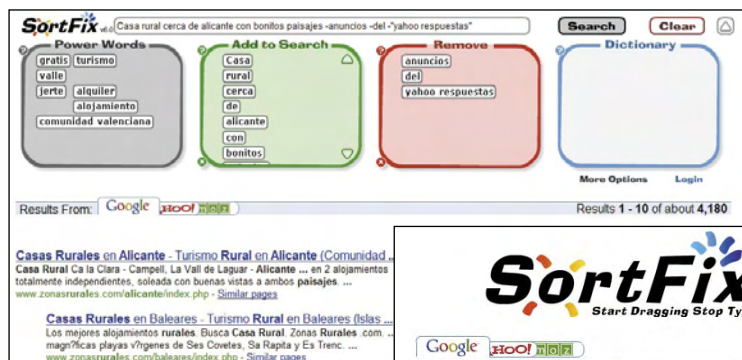 SortFix v6.0 Casa rural cerca de alicante con bonitos paisajes -anuncios -del -"yahoo respuestas" Search Clear
Power Words Add to Search Remove Dictionary
gratis turismo
valle
jerte alquiler
alojamiento
comunidad valenciana
Casa
rural
cerca
de
alicante
con
bonitos
anuncios
del
yahoo respuestas
More Options Login
Results From: Google YAHOO! moz Results 1 - 10 of about 4,180
Casas Rurales en Alicante - Turismo Rural en Alicante (Comunidad ...
Casa Rural Ca la Clara - Campell, La Vall de Laguar - Alicante ... en 2 alojamientos
totalmente independientes, soleada con buenas vistas a ambos paisajes. ...
www.zonasrurales.com/alicante/index.php - Similar pages
Casas Rurales en Baleares - Turismo Rural en Baleares (Islas ...
Los mejores alojamientos rurales. Busca Casa Rural. Zonas Rurales .com. ...
magn?ficas playas v?rgenes de Ses Covetes, Sa Rapita y Es Trenc. ...
www.zonasrurales.com/baleares/index.php - Similar pages
SortFix
Start Dragging Stop Ty
Google YAHOO! moz